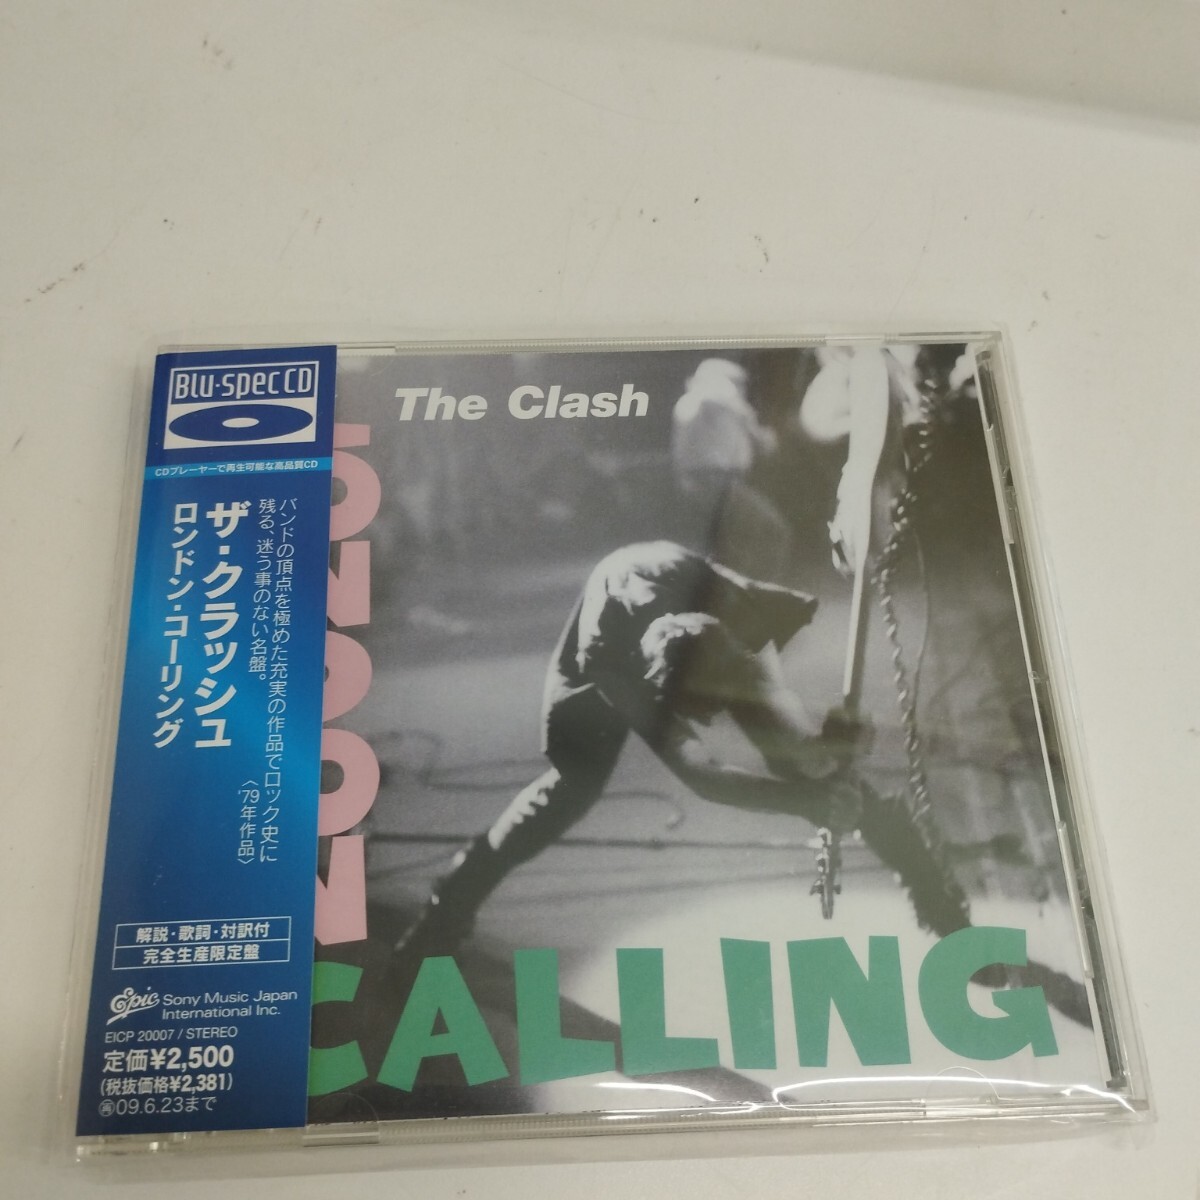 Blu-spec CD
CDプレーヤーで再生可能な高品質CD
バンドの頂点を極めた充実の作品でロック史に
残る、迷う事のない名盤。
〈'79年作品〉
ザ・クラッシュ
ロンドン・コーリング
解説・歌詞・対訳付
完全生産限定盤
Epic
Sony Music Japan
International Inc.
EICP 20007 / STEREO
定価¥2,500
(税抜価格¥2,381)
㊢09.6.23まで
The Clash
LONDON
CALLING